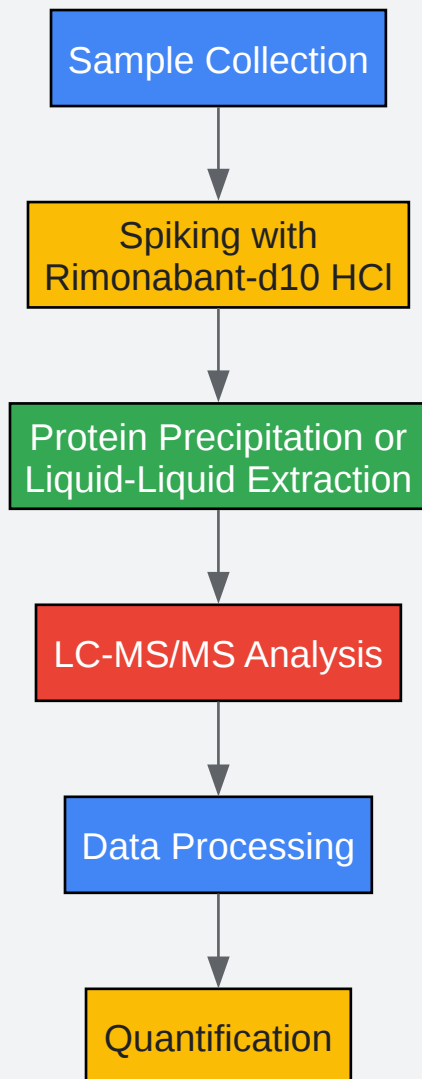 Sample Collection
Spiking with
Rimonabant-d10 HCl
Protein Precipitation or
Liquid-Liquid Extraction
LC-MS/MS Analysis
Data Processing
Quantification